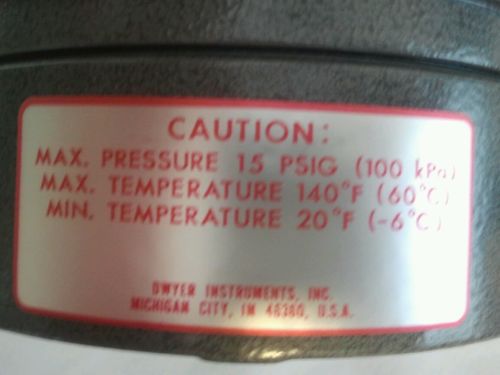 CAUTION:
MAX. PRESSURE 15 PSIG (100 kPa)
MAX. TEMPERATURE 140°F (60°C)
MIN. TEMPERATURE 20°F (-6°C)
DWYER INSTRUMENTS, INC.
MICHIGAN CITY, IN 46360, U.S.A.